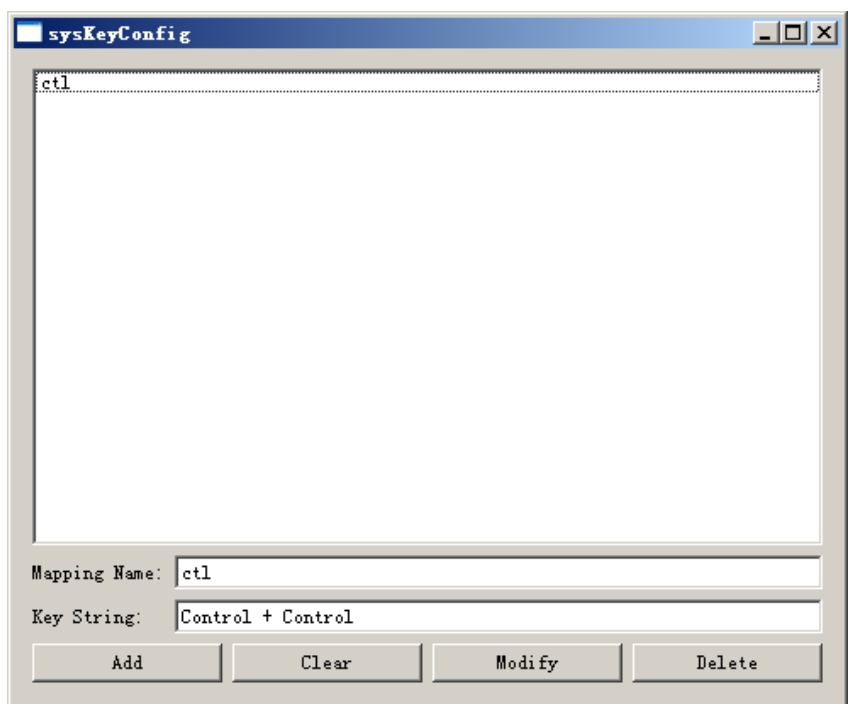 sysKeyConfig
ctl
Mapping Name: ctl
Key String: Control + Control
Add Clear Modify Delete